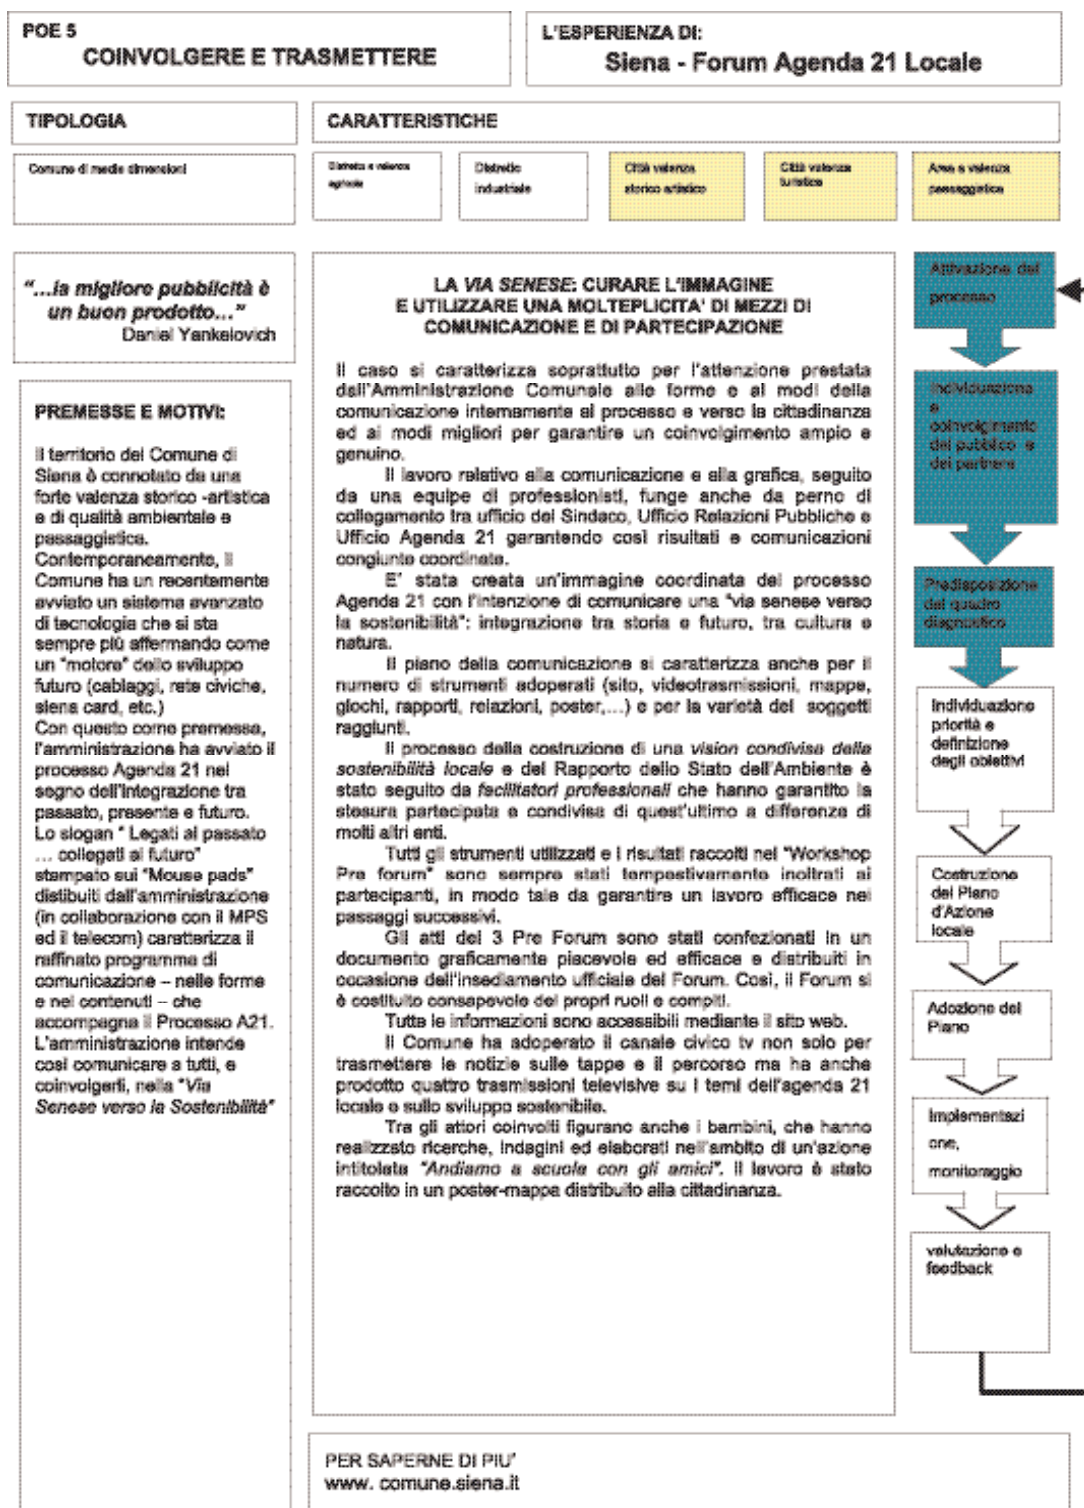 POE 5
COINVOLGERE E TRASMETTERE
L'ESPERIENZA DI:
Siena - Forum Agenda 21 Locale
TIPOLOGIA
CARATTERISTICHE
Comune di medie dimensioni
Distretto a valenza
agricola
Distretto
industriale
Città valenza
storico artistico
Città valenza
turistica
Area a valenza
paesaggistica
"...la migliore pubblicità è
un buon prodotto..."
Daniel Yankelovich
PREMESSE E MOTIVI:
Il territorio del Comune di
Siena è connotato da una
forte valenza storico -artistica
e di qualità ambientale e
paesaggistica.
Contemporaneamente, il
Comune ha un recentemente
avviato un sistema avanzato
di tecnologia che si sta
sempre più affermando come
un "motore" dello sviluppo
futuro (cablaggi, rete civiche,
siena card, etc.)
Con questo come premessa,
l'amministrazione ha avviato il
processo Agenda 21 nel
segno dell'integrazione tra
passato, presente e futuro.
Lo slogan " Legati al passato
... collegati al futuro"
stampato sui "Mouse pads"
distibuiti dall'amministrazione
(in collaborazione con il MPS
ed il telecom) caratterizza il
raffinato programma di
comunicazione – nelle forme
e nei contenuti – che
accompagna il Processo A21.
L'amministrazione intende
così comunicare a tutti, e
coinvolgerli, nella "Via
Senese verso la Sostenibilità"
LA VIA SENESE: CURARE L'IMMAGINE
E UTILIZZARE UNA MOLTEPLICITA' DI MEZZI DI
COMUNICAZIONE E DI PARTECIPAZIONE
Il caso si caratterizza soprattutto per l'attenzione prestata
dall'Amministrazione Comunale alle forme e ai modi della
comunicazione internamente al processo e verso la cittadinanza
ed ai modi migliori per garantire un coinvolgimento ampio e
genuino.
Il lavoro relativo alla comunicazione e alla grafica, seguito
da una equipe di professionisti, funge anche da perno di
collegamento tra ufficio del Sindaco, Ufficio Relazioni Pubbliche e
Ufficio Agenda 21 garantendo così risultati e comunicazioni
congiunte coordinate.
E' stata creata un'immagine coordinata del processo
Agenda 21 con l'intenzione di comunicare una "via senese verso
la sostenibilità": integrazione tra storia e futuro, tra cultura e
natura.
Il piano della comunicazione si caratterizza anche per il
numero di strumenti adoperati (sito, videotrasmissioni, mappe,
giochi, rapporti, relazioni, poster,...) e per la varietà dei soggetti
raggiunti.
Il processo della costruzione di una vision condivisa della
sostenibilità locale e del Rapporto dello Stato dell'Ambiente è
stato seguito da facilitatori professionali che hanno garantito la
stesura partecipata e condivisa di quest'ultimo a differenza di
molti altri enti.
Tutti gli strumenti utilizzati e i risultati raccolti nel "Workshop
Pre forum" sono sempre stati tempestivamente inoltrati ai
partecipanti, in modo tale da garantire un lavoro efficace nei
passaggi successivi.
Gli atti dei 3 Pre Forum sono stati confezionati in un
documento graficamente piacevole ed efficace e distribuiti in
occasione dell'insediamento ufficiale del Forum. Così, il Forum si
è costituito consapevole dei propri ruoli e compiti.
Tutte le informazioni sono accessibili mediante il sito web.
Il Comune ha adoperato il canale civico tv non solo per
trasmettere le notizie sulle tappe e il percorso ma ha anche
prodotto quattro trasmissioni televisive su i temi dell'agenda 21
locale e sullo sviluppo sostenibile.
Tra gli attori coinvolti figurano anche i bambini, che hanno
realizzato ricerche, indagini ed elaborati nell'ambito di un'azione
intitolata "Andiamo a scuola con gli amici". Il lavoro è stato
raccolto in un poster-mappa distribuito alla cittadinanza.
Attivazione del
processo
Individuazione
e
coinvolgimento
del pubblico e
dei partners
Predisposizione
del quadro
diagnostico
Individuazione
priorità e
definizione
degli obiettivi
Costruzione
del Piano
d'Azione
locale
Adozione del
Piano
Implementazi
one,
monitoraggio
valutazione e
feedback
PER SAPERNE DI PIU'
www. comune.siena.it